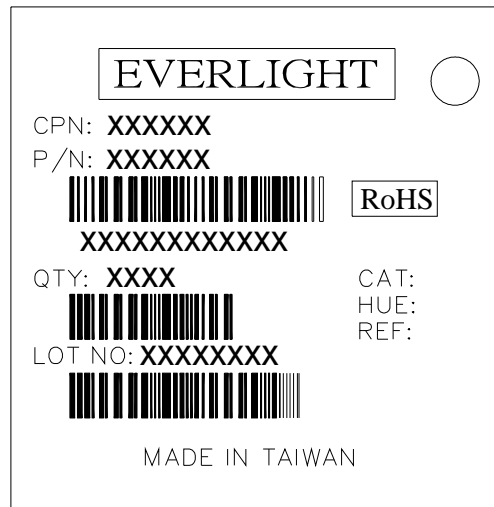 EVERLIGHT
CPN: XXXXXX
P/N: XXXXXX
RoHS
XXXXXXXXXXXX
QTY: XXXX
CAT:
HUE:
REF:
LOT NO: XXXXXXXX
MADE IN TAIWAN